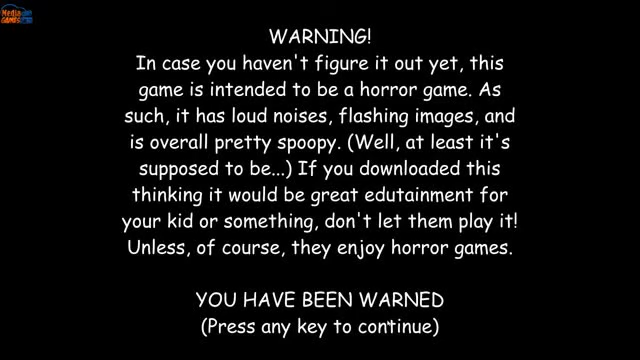 Media
GAMES
WARNING!
In case you haven't figure it out yet, this
game is intended to be a horror game. As
such, it has loud noises, flashing images, and
is overall pretty spoopy. (Well, at least it's
supposed to be...) If you downloaded this
thinking it would be great edutainment for
your kid or something, don't let them play it!
Unless, of course, they enjoy horror games.
YOU HAVE BEEN WARNED
(Press any key to continue)